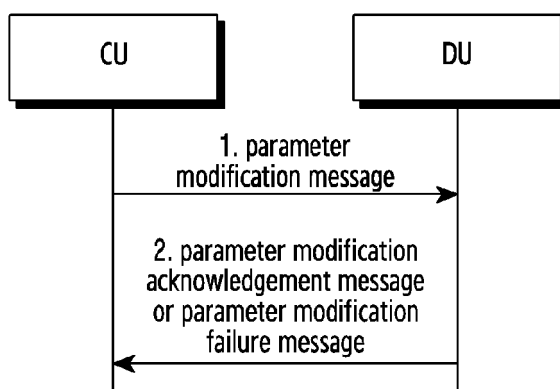 CU
DU
1. parameter
modification message
2. parameter modification
acknowledgement message
or parameter modification
failure message